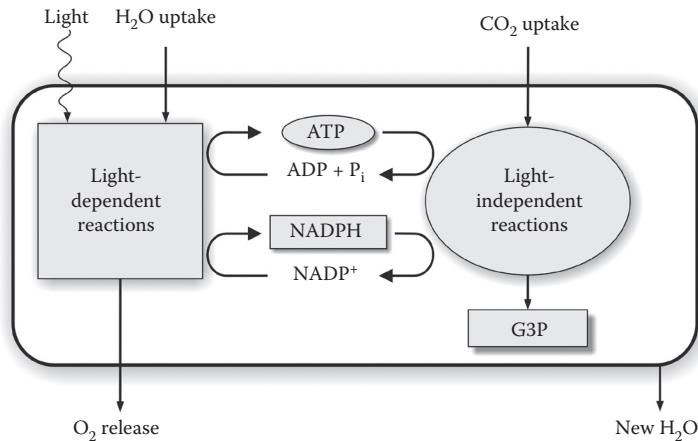 Light
H₂O uptake
CO₂ uptake
Light-
dependent
reactions
ATP
ADP + Pᵢ
NADPH
NADP⁺
Light-
independent
reactions
G3P
O₂ release
New H₂O